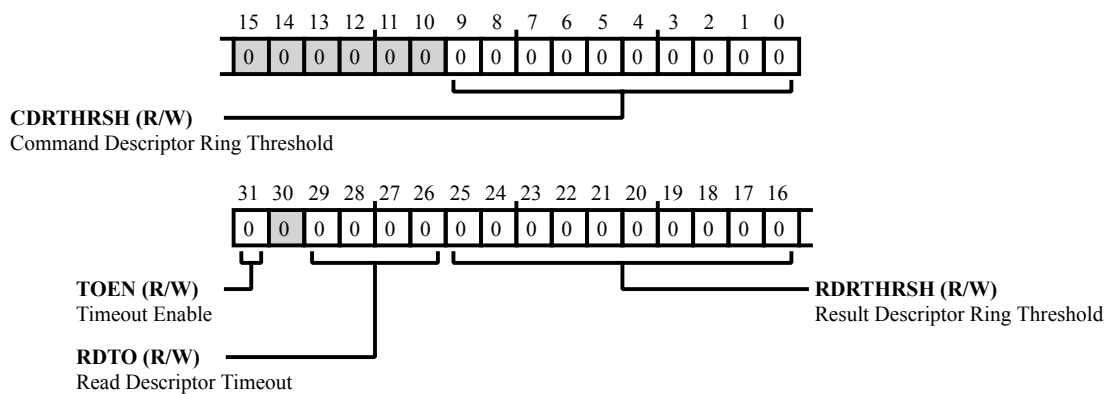 15 14 13 12 11 10 9 8 7 6 5 4 3 2 1 0
0 0 0 0 0 0 0 0 0 0 0 0 0 0 0 0
CDRTHRSH (R/W)
Command Descriptor Ring Threshold
31 30 29 28 27 26 25 24 23 22 21 20 19 18 17 16
0 0 0 0 0 0 0 0 0 0 0 0 0 0 0 0
TOEN (R/W)
Timeout Enable
RDRTHRSH (R/W)
Result Descriptor Ring Threshold
RDTO (R/W)
Read Descriptor Timeout